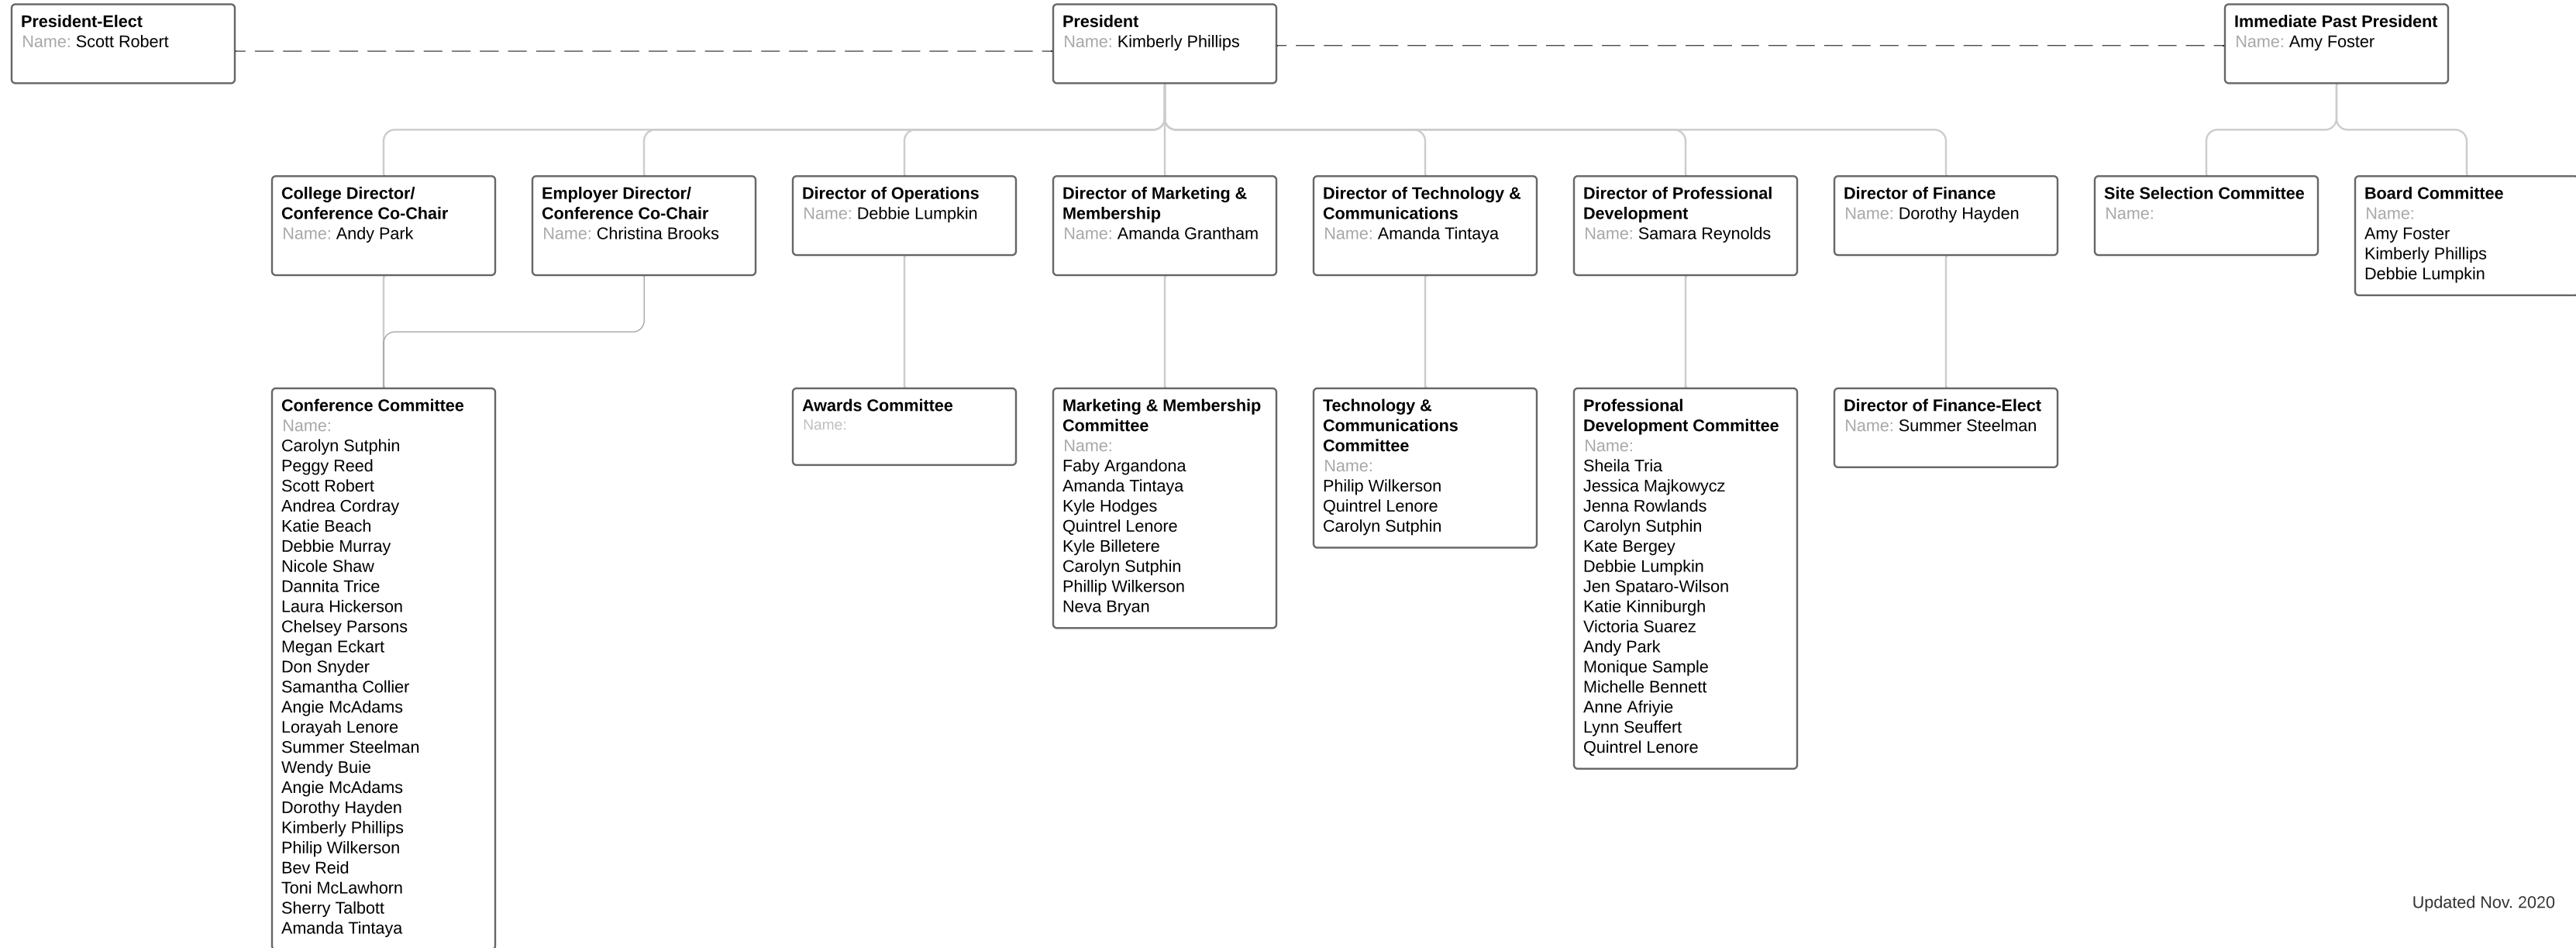 President-Elect
Name: Scott Robert
President
Name: Kimberly Phillips
Immediate Past President
Name: Amy Foster
College Director/
Conference Co-Chair
Name: Andy Park
Employer Director/
Conference Co-Chair
Name: Christina Brooks
Director of Operations
Name: Debbie Lumpkin
Director of Marketing &
Membership
Name: Amanda Grantham
Director of Technology &
Communications
Name: Amanda Tintaya
Director of Professional
Development
Name: Samara Reynolds
Director of Finance
Name: Dorothy Hayden
Site Selection Committee
Name:
Board Committee
Name:
Amy Foster
Kimberly Phillips
Debbie Lumpkin
Conference Committee
Name:
Carolyn Sutphin
Peggy Reed
Scott Robert
Andrea Cordray
Katie Beach
Debbie Murray
Nicole Shaw
Dannita Trice
Laura Hickerson
Chelsey Parsons
Megan Eckart
Don Snyder
Samantha Collier
Angie McAdams
Lorayah Lenore
Summer Steelman
Wendy Buie
Angie McAdams
Dorothy Hayden
Kimberly Phillips
Philip Wilkerson
Bev Reid
Toni McLawhorn
Sherry Talbott
Amanda Tintaya
Awards Committee
Name:
Marketing & Membership
Committee
Name:
Faby Argandona
Amanda Tintaya
Kyle Hodges
Quintrel Lenore
Kyle Billetere
Carolyn Sutphin
Phillip Wilkerson
Neva Bryan
Technology &
Communications
Committee
Name:
Philip Wilkerson
Quintrel Lenore
Carolyn Sutphin
Professional
Development Committee
Name:
Sheila Tria
Jessica Majkowycz
Jenna Rowlands
Carolyn Sutphin
Kate Bergey
Debbie Lumpkin
Jen Spataro-Wilson
Katie Kinniburgh
Victoria Suarez
Andy Park
Monique Sample
Michelle Bennett
Anne Afriyie
Lynn Seuffert
Quintrel Lenore
Director of Finance-Elect
Name: Summer Steelman
Updated Nov. 2020